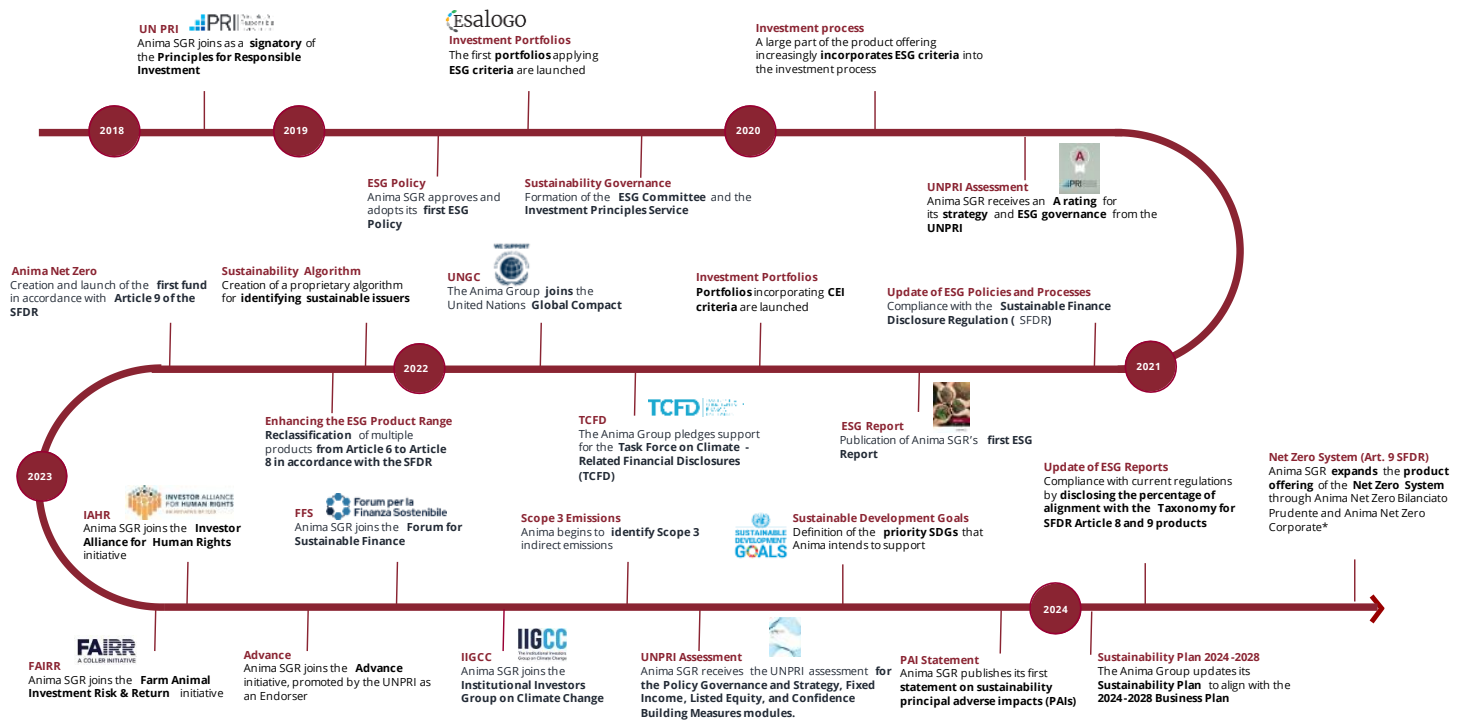 UN PRI
PRI
Anima SGR joins as a signatory of
the Principles for Responsible
Investment
Esalogo
Investment Portfolios
The first portfolios applying
ESG criteria are launched
Investment process
A large part of the product offering
increasingly incorporates ESG criteria into
the investment process
2018
2019
2020
ESG Policy
Anima SGR approves and
adopts its first ESG
Policy
Sustainability Governance
Formation of the ESG Committee and the
Investment Principles Service
A
PRI
UNPRI Assessment
Anima SGR receives an A rating for
its strategy and ESG governance from the
UNPRI
Anima Net Zero
Creation and launch of the first fund
in accordance with Article 9 of the
SFDR
Sustainability Algorithm
Creation of a proprietary algorithm
for identifying sustainable issuers
WE SUPPORT
UNGC
The Anima Group joins the
United Nations Global Compact
Investment Portfolios
Portfolios incorporating CEI
criteria are launched
Update of ESG Policies and Processes
Compliance with the Sustainable Finance
Disclosure Regulation ( SFDR)
2022
2021
Enhancing the ESG Product Range
Reclassification of multiple
products from Article 6 to Article
8 in accordance with the SFDR
TCFD
TCFD
The Anima Group pledges support
for the Task Force on Climate -
Related Financial Disclosures
(TCFD)
ESG Report
Publication of Anima SGR's first ESG
Report
2023
INVESTOR ALLIANCE
FOR HUMAN RIGHTS
IAHR
Anima SGR joins the Investor
Alliance for Human Rights
initiative
Forum per la
Finanza Sostenibile
FFS
Anima SGR joins the Forum for
Sustainable Finance
Scope 3 Emissions
Anima begins to identify Scope 3
indirect emissions
SUSTAINABLE
DEVELOPMENT
GOALS
Sustainable Development Goals
Definition of the priority SDGs that
Anima intends to support
Update of ESG Reports
Compliance with current regulations
by disclosing the percentage of
alignment with the Taxonomy for
SFDR Article 8 and 9 products
Net Zero System (Art. 9 SFDR)
Anima SGR expands the product
offering of the Net Zero System
through Anima Net Zero Bilanciato
Prudente and Anima Net Zero
Corporate*
2024
FAIRR
A COLLER INITIATIVE
FAIRR
Anima SGR joins the Farm Animal
Investment Risk & Return initiative
Advance
Anima SGR joins the Advance
initiative, promoted by the UNPRI as
an Endorser
IIGCC
The Institutional Investors
Group on Climate Change
IIGCC
Anima SGR joins the
Institutional Investors
Group on Climate Change
UNPRI Assessment
Anima SGR receives the UNPRI assessment for
the Policy Governance and Strategy, Fixed
Income, Listed Equity, and Confidence
Building Measures modules.
PAI Statement
Anima SGR publishes its first
statement on sustainability
principal adverse impacts (PAIs)
Sustainability Plan 2024-2028
The Anima Group updates its
Sustainability Plan to align with the
2024-2028 Business Plan